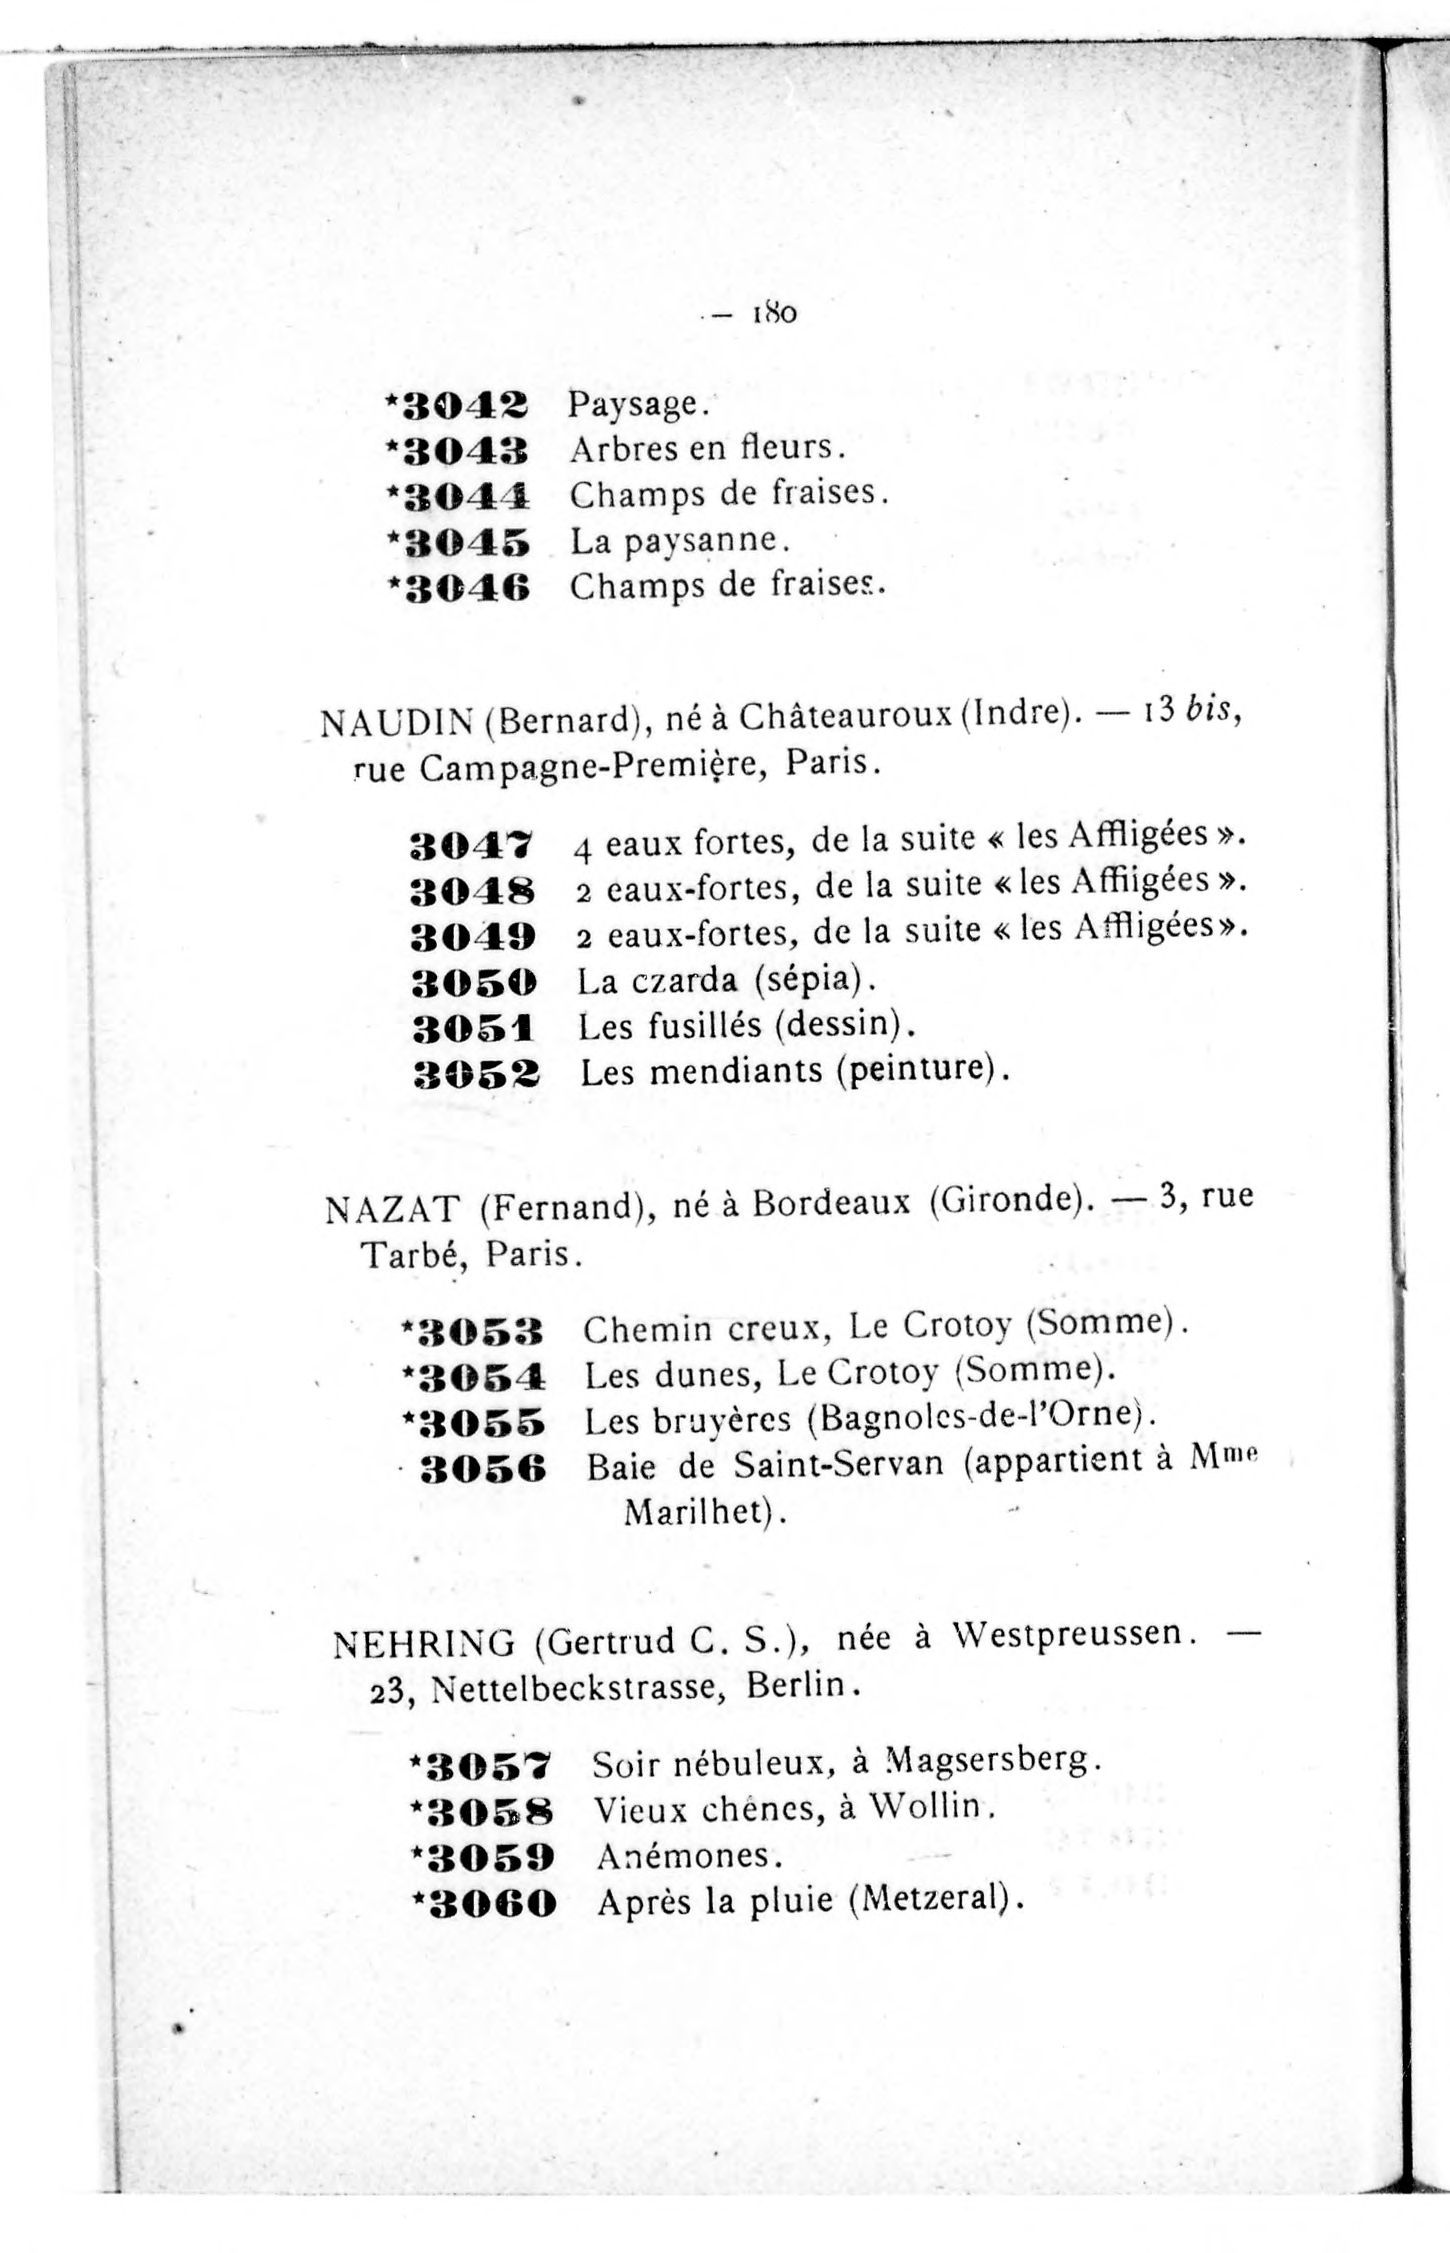 — 180
*3042 Paysage.
*3043 Arbres en fleurs.
*3044 Champs de fraises.
*3045 La paysanne.
*3046 Champs de fraises.
NAUDIN (Bernard), né à Châteauroux (Indre). — 13 bis,
rue Campagne-Première, Paris.
3047 4 eaux fortes, de la suite « les Affligées ».
3048 2 eaux-fortes, de la suite « les Affligées ».
3049 2 eaux-fortes, de la suite « les Affligées».
3050 La czarda (sépia).
3051 Les fusillés (dessin).
3052 Les mendiants (peinture).
NAZAT (Fernand), né à Bordeaux (Gironde). — 3, rue
Tarbé, Paris.
*3053 Chemin creux, Le Crotoy (Somme).
*3054 Les dunes, Le Crotoy (Somme).
*3055 Les bruyères (Bagnoles-de-l'Orne).
3056 Baie de Saint-Servan (appartient à Mme
Marilhet).
NEHRING (Gertrud C. S.), née à Westpreussen. —
23, Nettelbeckstrasse, Berlin.
*3057 Soir nébuleux, à Magsersberg.
*3058 Vieux chênes, à Wollin.
*3059 Anémones.
*3060 Après la pluie (Metzeral).